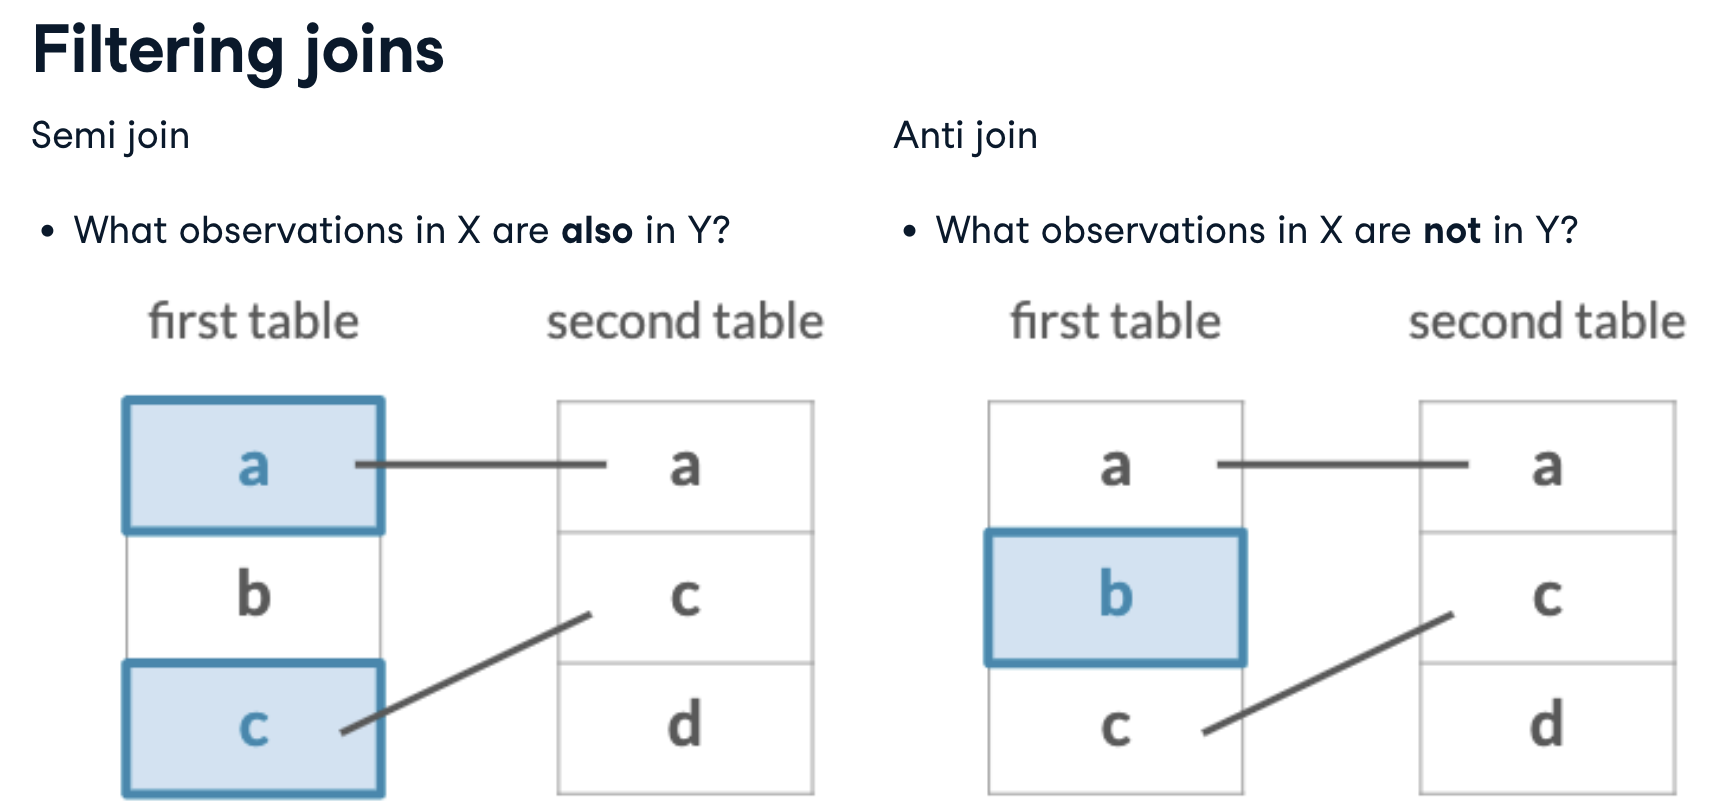 Filtering joins
Semi join
• What observations in X are also in Y?
first table second table
a a
b c
c d
Anti join
• What observations in X are not in Y?
first table second table
a a
b c
c d